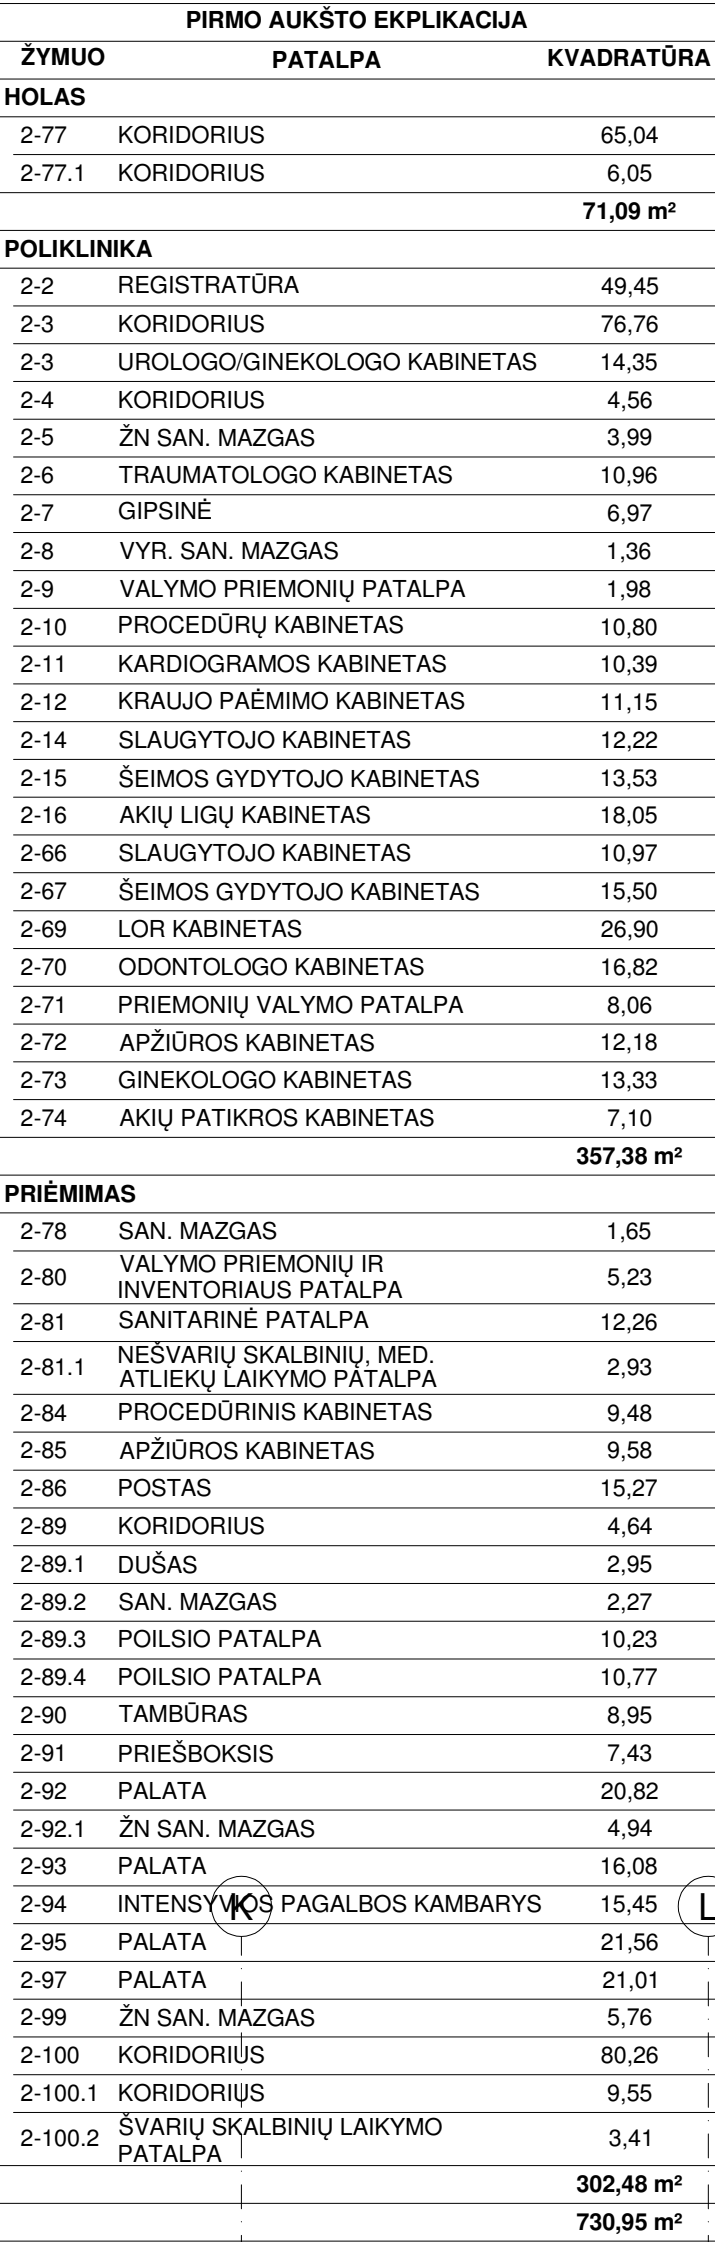 PIRMO AUKŠTO EKPLIKACIJA
ŽYMUO PATALPA KVADRATŪRA
HOLAS
2-77 KORIDORIUS 65,04
2-77.1 KORIDORIUS 6,05
71,09 m²
POLIKLINIKA
2-2 REGISTRATŪRA 49,45
2-3 KORIDORIUS 76,76
2-3 UROLOGO/GINEKOLOGO KABINETAS 14,35
2-4 KORIDORIUS 4,56
2-5 ŽN SAN. MAZGAS 3,99
2-6 TRAUMATOLOGO KABINETAS 10,96
2-7 GIPSINĖ 6,97
2-8 VYR. SAN. MAZGAS 1,36
2-9 VALYMO PRIEMONIŲ PATALPA 1,98
2-10 PROCEDŪRŲ KABINETAS 10,80
2-11 KARDIOGRAMOS KABINETAS 10,39
2-12 KRAUJO PAĖMIMO KABINETAS 11,15
2-14 SLAUGYTOJO KABINETAS 12,22
2-15 ŠEIMOS GYDYTOJO KABINETAS 13,53
2-16 AKIŲ LIGŲ KABINETAS 18,05
2-66 SLAUGYTOJO KABINETAS 10,97
2-67 ŠEIMOS GYDYTOJO KABINETAS 15,50
2-69 LOR KABINETAS 26,90
2-70 ODONTOLOGO KABINETAS 16,82
2-71 PRIEMONIŲ VALYMO PATALPA 8,06
2-72 APŽIŪROS KABINETAS 12,18
2-73 GINEKOLOGO KABINETAS 13,33
2-74 AKIŲ PATIKROS KABINETAS 7,10
357,38 m²
PRIĖMIMAS
2-78 SAN. MAZGAS 1,65
2-80 VALYMO PRIEMONIŲ IR
INVENTORIAUS PATALPA 5,23
2-81 SANITARINĖ PATALPA 12,26
2-81.1 NEŠVARIŲ SKALBINIŲ, MED.
ATLIEKŲ LAIKYMO PATALPA 2,93
2-84 PROCEDŪRINIS KABINETAS 9,48
2-85 APŽIŪROS KABINETAS 9,58
2-86 POSTAS 15,27
2-89 KORIDORIUS 4,64
2-89.1 DUŠAS 2,95
2-89.2 SAN. MAZGAS 2,27
2-89.3 POILSIO PATALPA 10,23
2-89.4 POILSIO PATALPA 10,77
2-90 TAMBŪRAS 8,95
2-91 PRIEŠBOKSIS 7,43
2-92 PALATA 20,82
2-92.1 ŽN SAN. MAZGAS 4,94
2-93 PALATA 16,08
2-94 INTENSYVIOS PAGALBOS KAMBARYS 15,45
K L
2-95 PALATA 21,56
2-97 PALATA 21,01
2-99 ŽN SAN. MAZGAS 5,76
2-100 KORIDORIUS 80,26
2-100.1 KORIDORIUS 9,55
2-100.2 ŠVARIŲ SKALBINIŲ LAIKYMO
PATALPA 3,41
302,48 m²
730,95 m²